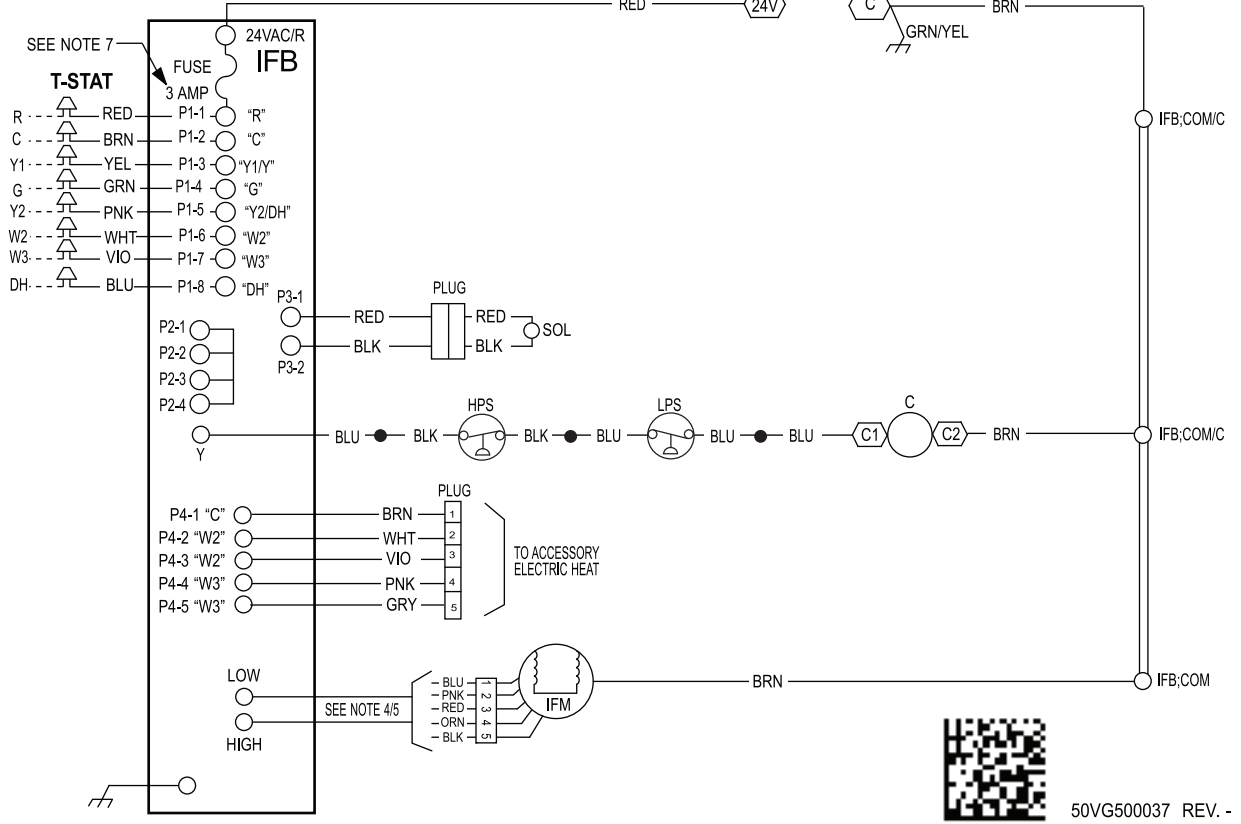 RED
24V
C
BRN
GRN/YEL
SEE NOTE 7
24VAC/R
IFB
FUSE
3 AMP
T-STAT
R RED P1-1 "R"
C BRN P1-2 "C"
Y1 YEL P1-3 "Y1/Y"
G GRN P1-4 "G"
Y2 PNK P1-5 "Y2/DH"
W2 WHT P1-6 "W2"
W3 VIO P1-7 "W3"
DH BLU P1-8 "DH"
IFB;COM/C
P3-1
PLUG
RED RED
SOL
BLK BLK
P3-2
P2-1
P2-2
P2-3
P2-4
Y
HPS
LPS
C
BLU BLK BLK BLU BLU BLU C1 C2 BRN
IFB;COM/C
PLUG
P4-1 "C" BRN 1
P4-2 "W2" WHT 2
P4-3 "W2" VIO 3
P4-4 "W3" PNK 4
P4-5 "W3" GRY 5
TO ACCESSORY
ELECTRIC HEAT
LOW
HIGH
SEE NOTE 4/5
BLU 1
PNK 2
RED 3
ORN 4
BLK 5
IFM
BRN
IFB;COM
50VG500037 REV. -